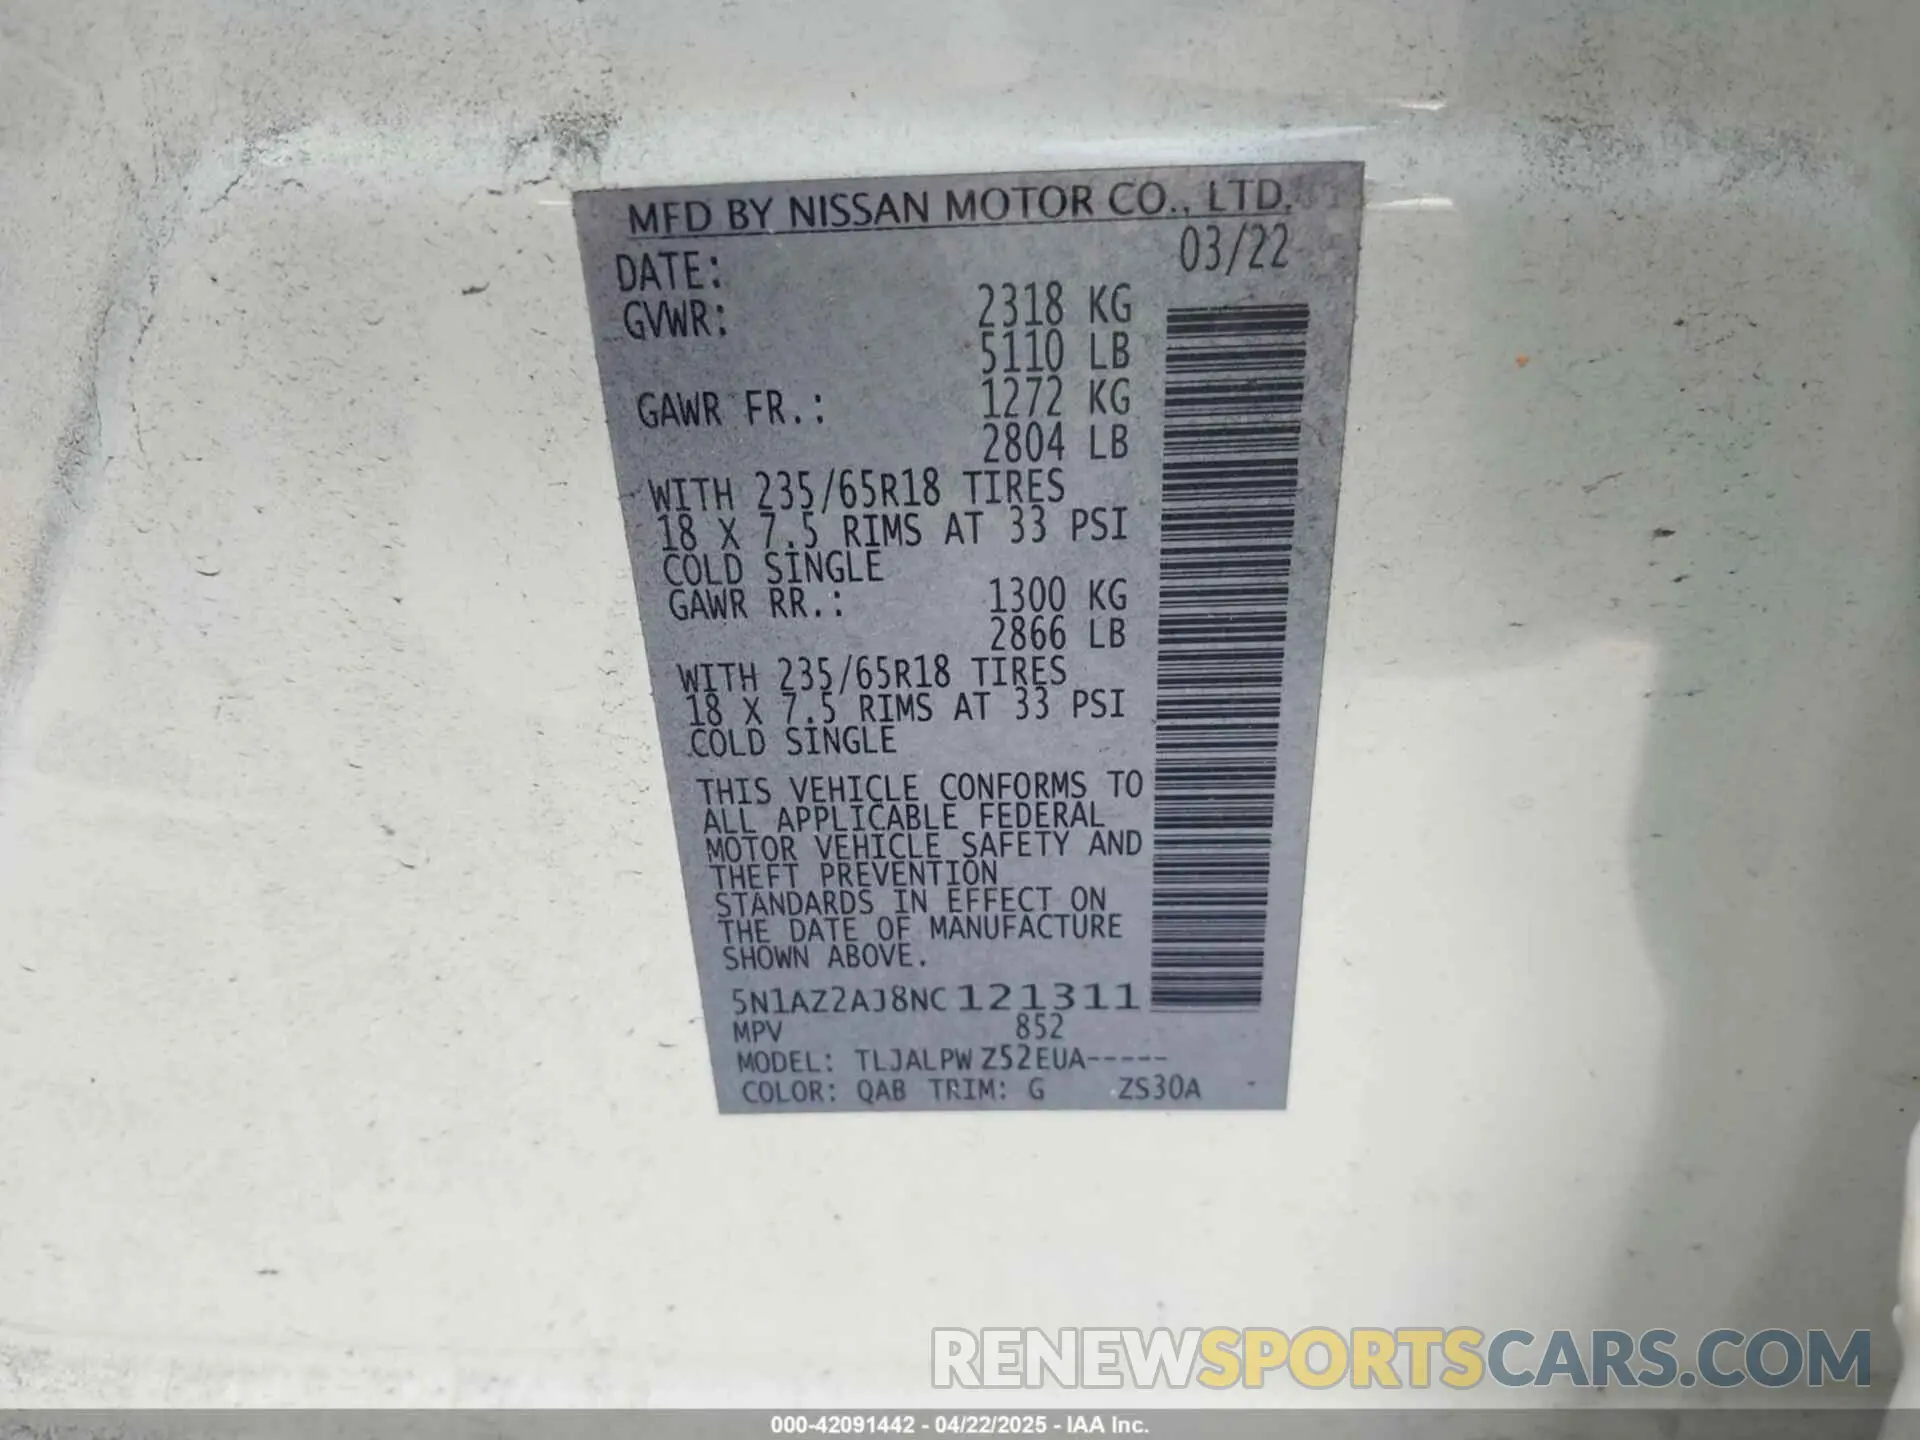 MFD BY NISSAN MOTOR CO., LTD.
DATE: 03/22
GVWR: 2318 KG
5110 LB
GAWR FR.: 1272 KG
2804 LB
WITH 235/65R18 TIRES
18 X 7.5 RIMS AT 33 PSI
COLD SINGLE
GAWR RR.: 1300 KG
2866 LB
WITH 235/65R18 TIRES
18 X 7.5 RIMS AT 33 PSI
COLD SINGLE
THIS VEHICLE CONFORMS TO
ALL APPLICABLE FEDERAL
MOTOR VEHICLE SAFETY AND
THEFT PREVENTION
STANDARDS IN EFFECT ON
THE DATE OF MANUFACTURE
SHOWN ABOVE.
5N1AZ2AJ8NC121311
MPV 852
MODEL: TLJALPW Z52EUA-----
COLOR: QAB TRIM: G ZS30A
RENEWSPORTSCARS.COM
000-42091442 - 04/22/2025 - IAA Inc.